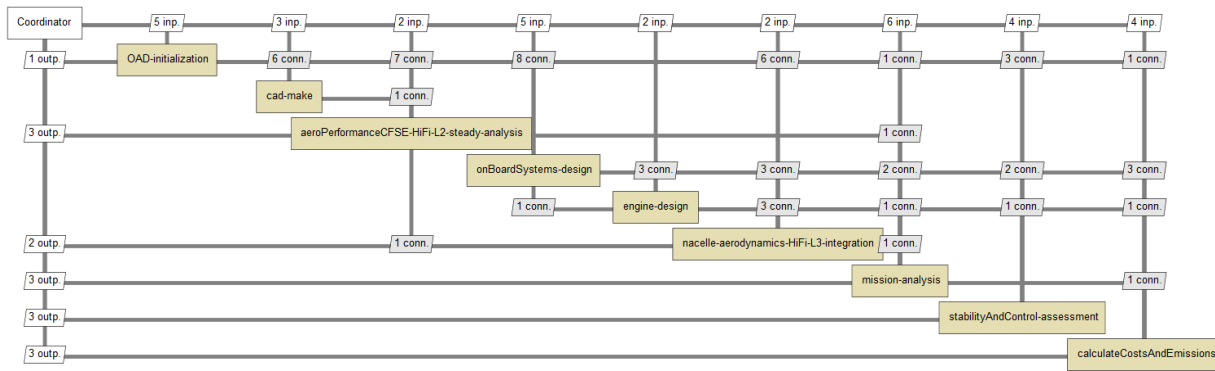 Coordinator 5 inp. 3 inp. 2 inp. 5 inp. 2 inp. 2 inp. 6 inp. 4 inp. 4 inp.
1 outp. OAD-initialization 6 conn. 7 conn. 8 conn. 6 conn. 1 conn. 3 conn. 1 conn.
cad-make 1 conn.
3 outp. aeroPerformanceCFSE-HiFi-L2-steady-analysis 1 conn.
onBoardSystems-design 3 conn. 3 conn. 2 conn. 2 conn. 3 conn.
1 conn. engine-design 3 conn. 1 conn. 1 conn. 1 conn.
2 outp. 1 conn. nacelle-aerodynamics-HiFi-L3-integration 1 conn.
3 outp. mission-analysis 1 conn.
3 outp. stabilityAndControl-assessment
3 outp. calculateCostsAndEmissions